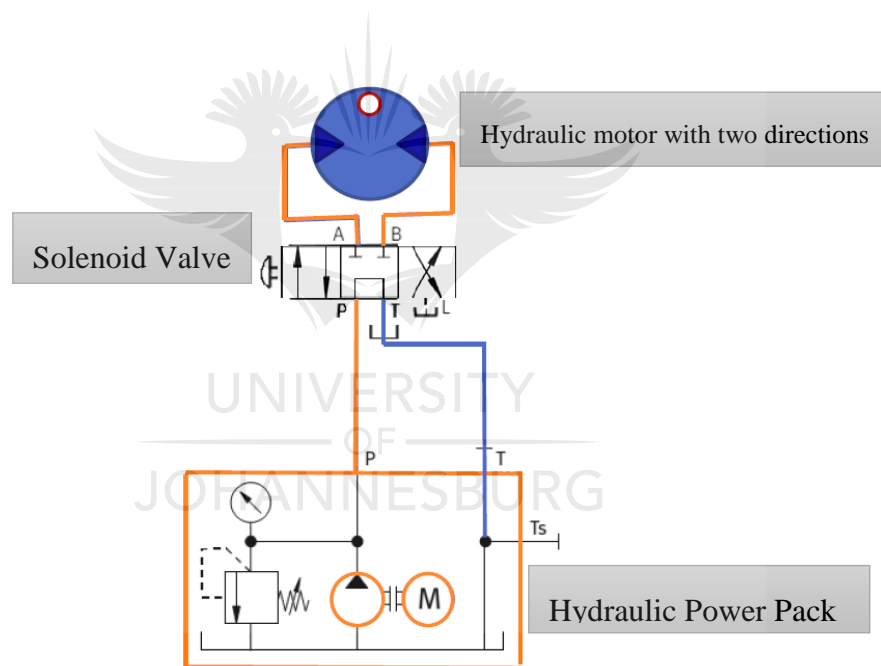 Hydraulic motor with two directions
A B
Solenoid Valve
P T L
UNIVERSITY
OF
P T
JOHANNESBURG
Ts
M
Hydraulic Power Pack